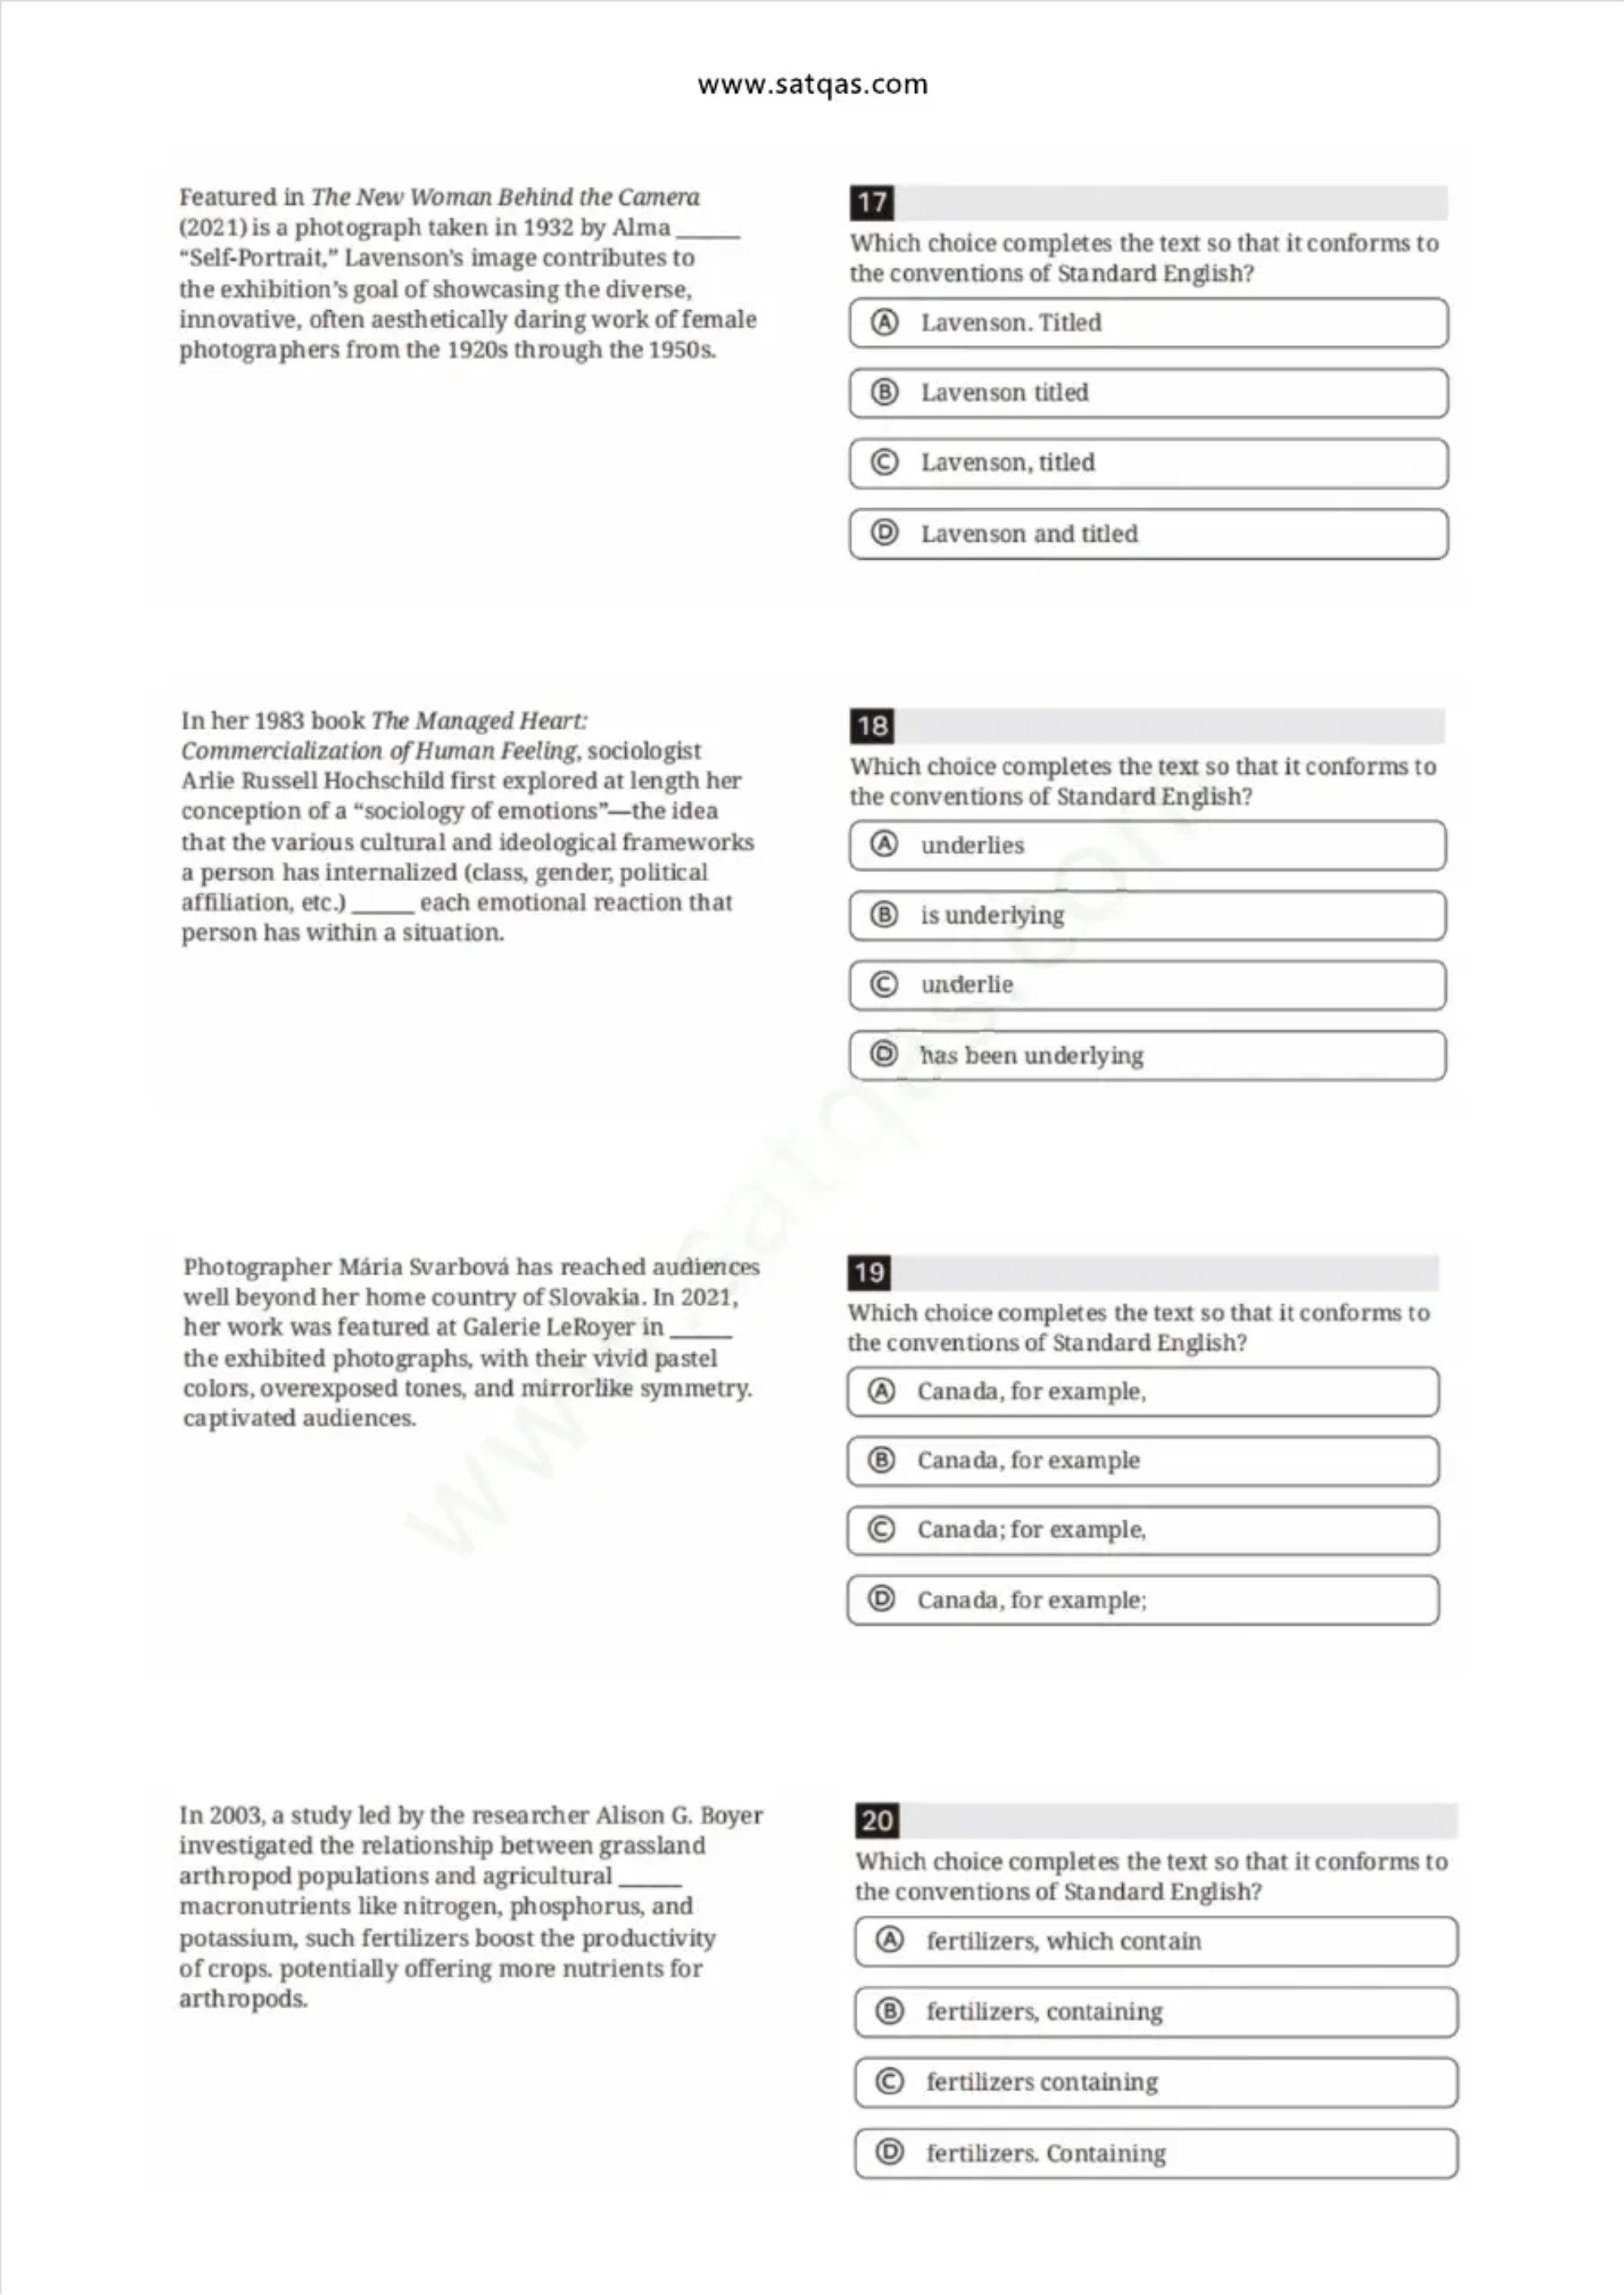 www.satqas.com
Featured in The New Woman Behind the Camera
(2021) is a photograph taken in 1932 by Alma _____
“Self-Portrait,” Lavenson’s image contributes to
the exhibition’s goal of showcasing the diverse,
innovative, often aesthetically daring work of female
photographers from the 1920s through the 1950s.
17
Which choice completes the text so that it conforms to
the conventions of Standard English?
A Lavenson. Titled
B Lavenson titled
C Lavenson, titled
D Lavenson and titled
In her 1983 book The Managed Heart:
Commercialization of Human Feeling, sociologist
Arlie Russell Hochschild first explored at length her
conception of a “sociology of emotions”—the idea
that the various cultural and ideological frameworks
a person has internalized (class, gender, political
affiliation, etc.) _____ each emotional reaction that
person has within a situation.
18
Which choice completes the text so that it conforms to
the conventions of Standard English?
A underlies
B is underlying
C underlie
D has been underlying
Photographer Mária Svarbová has reached audiences
well beyond her home country of Slovakia. In 2021,
her work was featured at Galerie LeRoyer in _____
the exhibited photographs, with their vivid pastel
colors, overexposed tones, and mirrorlike symmetry.
captivated audiences.
19
Which choice completes the text so that it conforms to
the conventions of Standard English?
A Canada, for example,
B Canada, for example
C Canada; for example,
D Canada, for example;
In 2003, a study led by the researcher Alison G. Boyer
investigated the relationship between grassland
arthropod populations and agricultural _____
macronutrients like nitrogen, phosphorus, and
potassium, such fertilizers boost the productivity
of crops. potentially offering more nutrients for
arthropods.
20
Which choice completes the text so that it conforms to
the conventions of Standard English?
A fertilizers, which contain
B fertilizers, containing
C fertilizers containing
D fertilizers. Containing
www.satqas.com